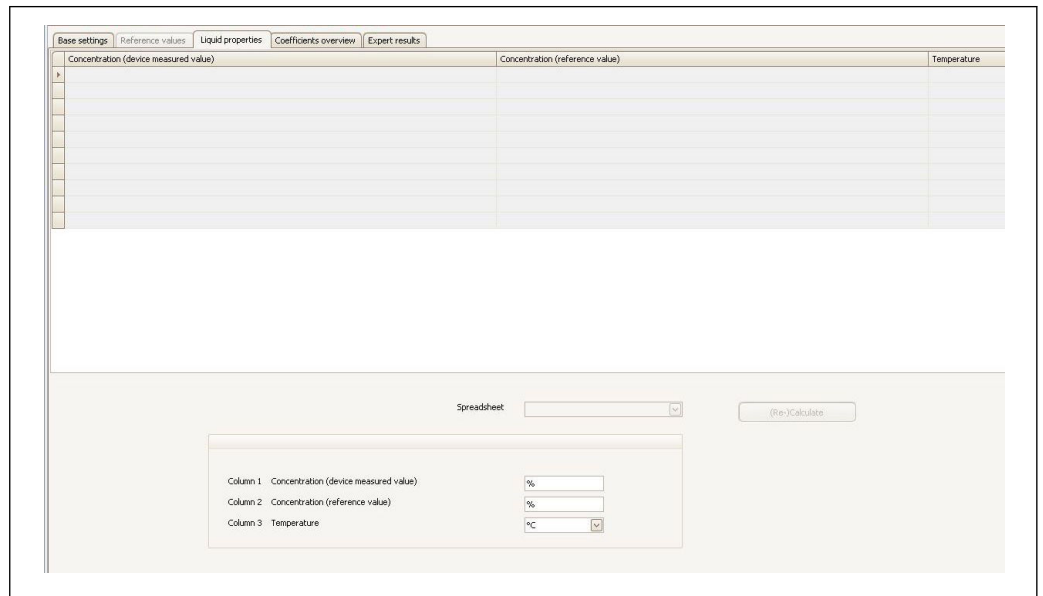 Base settings Reference values Liquid properties Coefficients overview Expert results
Concentration (device measured value) Concentration (reference value) Temperature
Spreadsheet (Re-)Calculate
Column 1 Concentration (device measured value) %
Column 2 Concentration (reference value) %
Column 3 Temperature °C